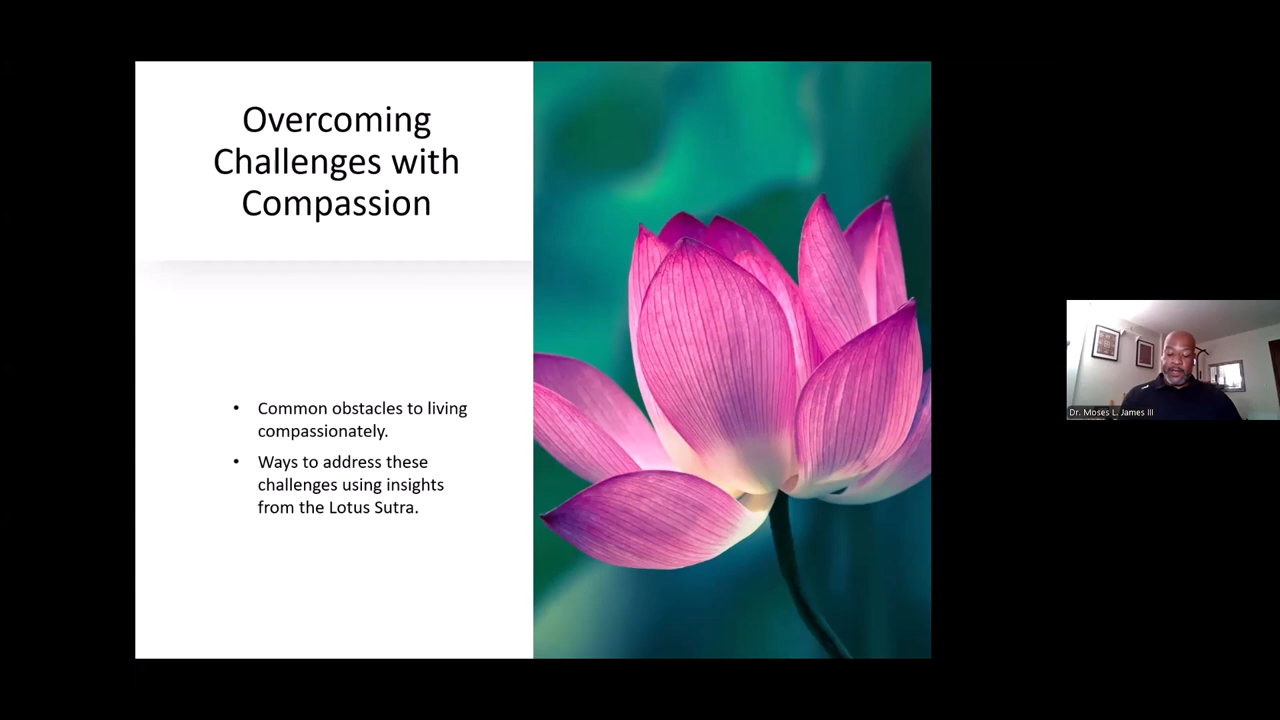 Overcoming
Challenges with
Compassion
• Common obstacles to living
compassionately.
• Ways to address these
challenges using insights
from the Lotus Sutra.
Dr. Moses L. James III